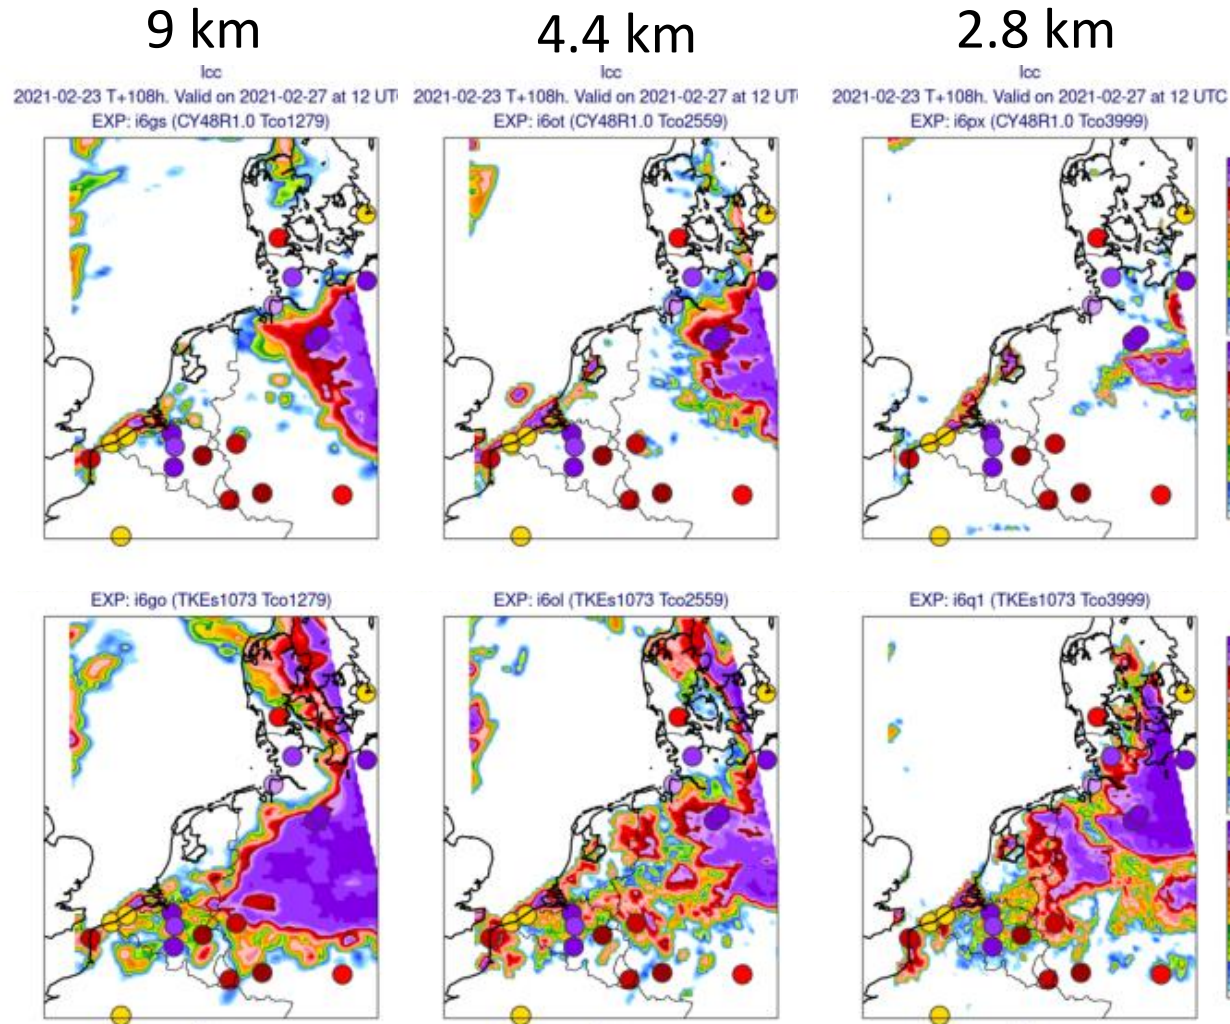 9 km
4.4 km
2.8 km
lcc
lcc
lcc
2021-02-23 T+108h. Valid on 2021-02-27 at 12 UT
2021-02-23 T+108h. Valid on 2021-02-27 at 12 UT
2021-02-23 T+108h. Valid on 2021-02-27 at 12 UTC
EXP: i6gs (CY48R1.0 Tco1279)
EXP: i6ot (CY48R1.0 Tco2559)
EXP: i6px (CY48R1.0 Tco3999)
EXP: i6go (TKEs1073 Tco1279)
EXP: i6ol (TKEs1073 Tco2559)
EXP: i6q1 (TKEs1073 Tco3999)